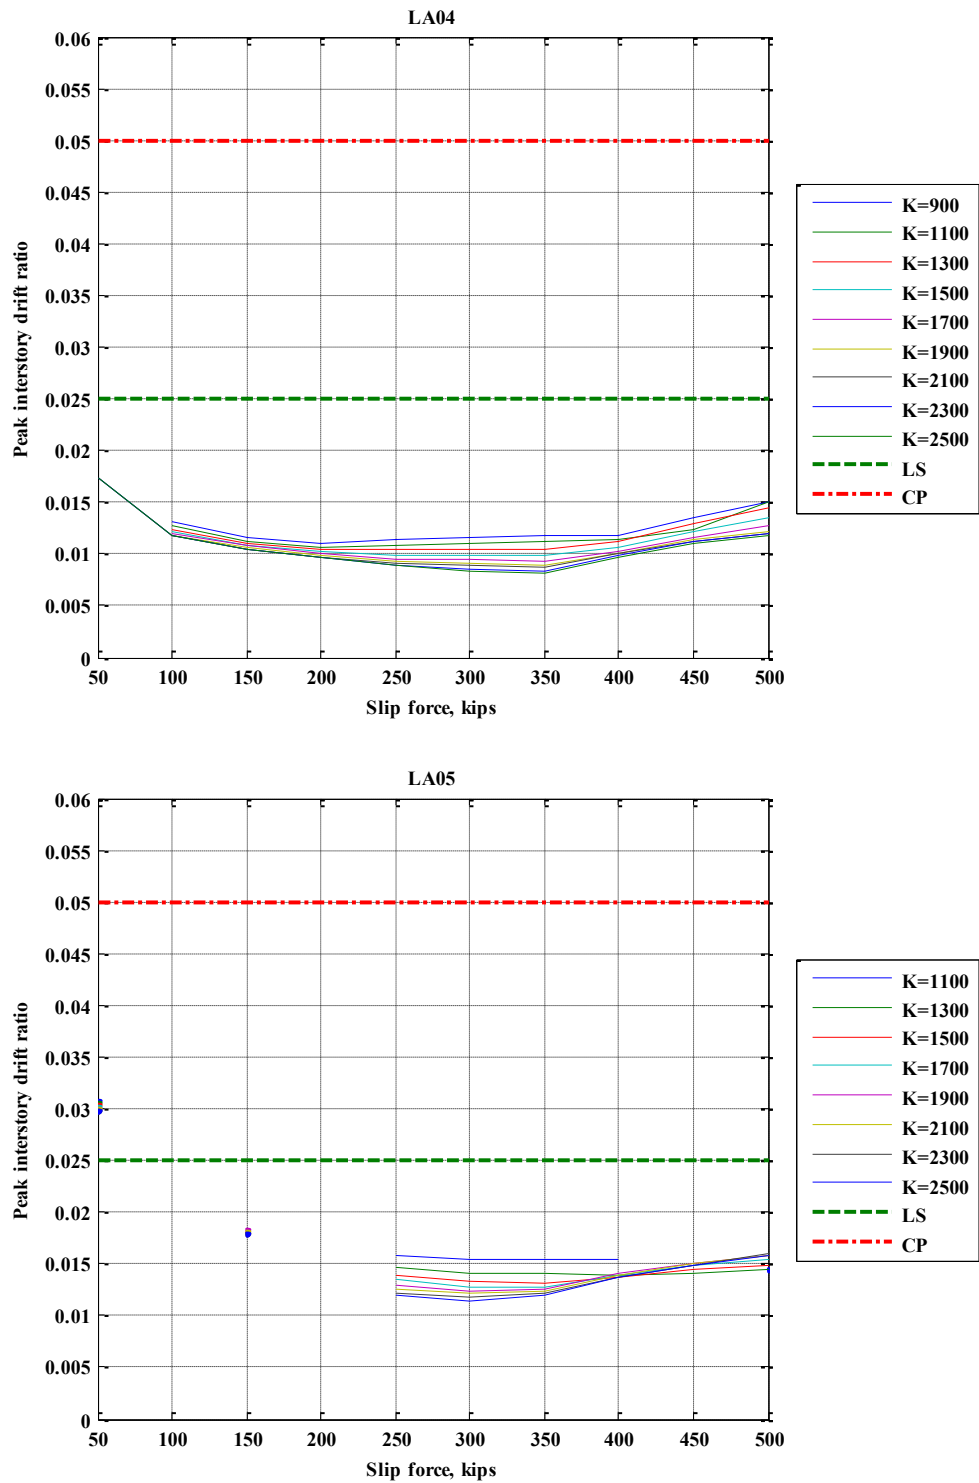 LA04
0.06
0.055
0.05
0.045
0.04
0.035
0.03
0.025
0.02
0.015
0.01
0.005
0
Peak interstory drift ratio
50 100 150 200 250 300 350 400 450 500
Slip force, kips
K=900
K=1100
K=1300
K=1500
K=1700
K=1900
K=2100
K=2300
K=2500
LS
CP
LA05
0.06
0.055
0.05
0.045
0.04
0.035
0.03
0.025
0.02
0.015
0.01
0.005
0
Peak interstory drift ratio
50 100 150 200 250 300 350 400 450 500
Slip force, kips
K=1100
K=1300
K=1500
K=1700
K=1900
K=2100
K=2300
K=2500
LS
CP